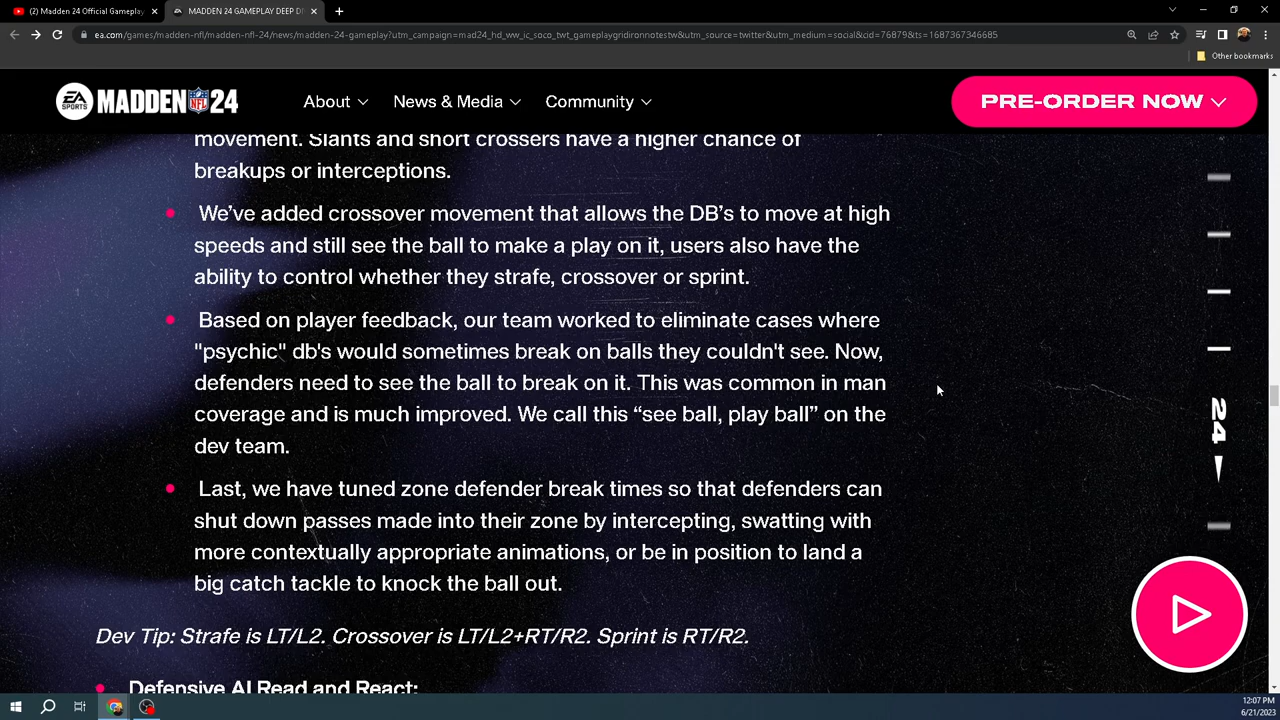 (2) Madden 24 Official Gameplay
MADDEN 24 GAMEPLAY DEEP DI
ea.com/games/madden-nfl/madden-nfl-24/news/madden-24-gameplay?utm_campaign=mad24_hd_ww_ic_soco_twt_gameplaygridironnotestw&utm_source=twitter&utm_medium=social&cid=76879&ts=1687367346685
Other bookmarks
EA SPORTS MADDEN NFL 24
About
News & Media
Community
PRE-ORDER NOW
movement. Slants and short crossers have a higher chance of
breakups or interceptions.
We've added crossover movement that allows the DB's to move at high
speeds and still see the ball to make a play on it, users also have the
ability to control whether they strafe, crossover or sprint.
Based on player feedback, our team worked to eliminate cases where
"psychic" db's would sometimes break on balls they couldn't see. Now,
defenders need to see the ball to break on it. This was common in man
coverage and is much improved. We call this “see ball, play ball” on the
dev team.
Last, we have tuned zone defender break times so that defenders can
shut down passes made into their zone by intercepting, swatting with
more contextually appropriate animations, or be in position to land a
big catch tackle to knock the ball out.
Dev Tip: Strafe is LT/L2. Crossover is LT/L2+RT/R2. Sprint is RT/R2.
Defensive AI Read and React:
24
12:07 PM
6/21/2023